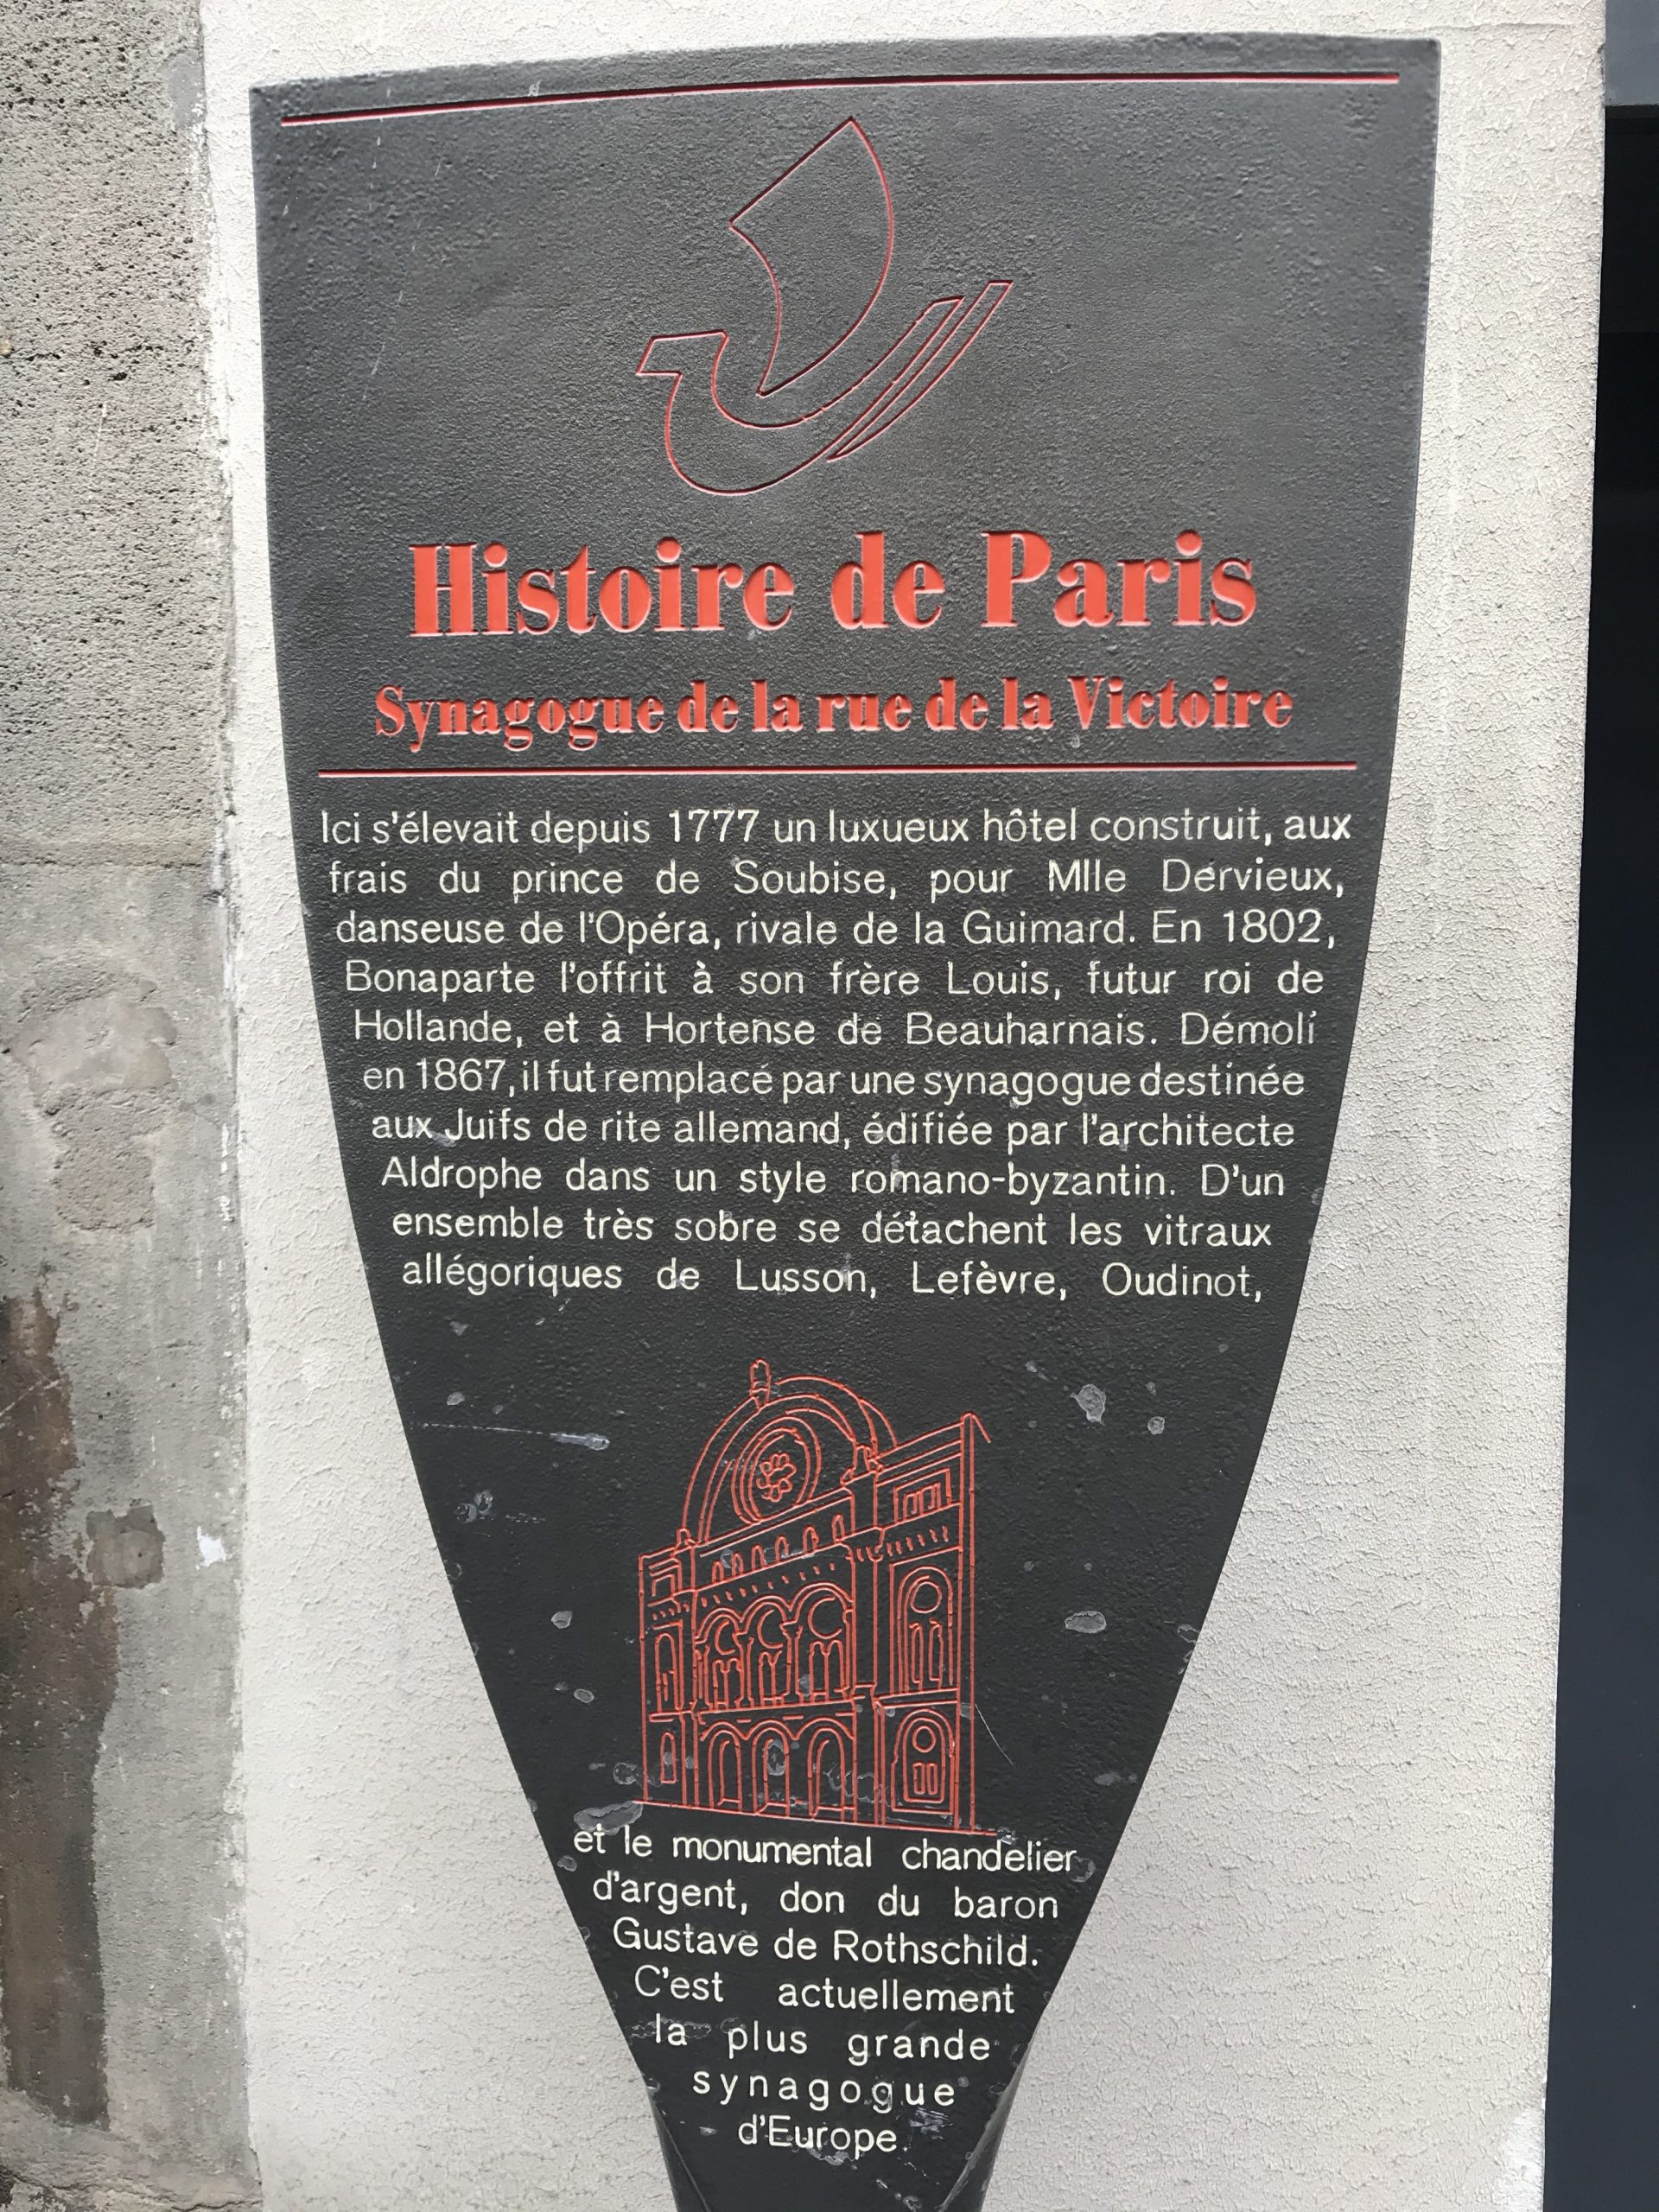 Histoire de Paris
Synagogue de la rue de la Victoire
Ici s'élevait depuis 1777 un luxueux hôtel construit, aux
frais du prince de Soubise, pour Mlle Dervieux,
danseuse de l'Opéra, rivale de la Guimard. En 1802,
Bonaparte l'offrit à son frère Louis, futur roi de
Hollande, et à Hortense de Beauharnais. Démoli
en 1867, il fut remplacé par une synagogue destinée
aux Juifs de rite allemand, édifiée par l'architecte
Aldrophe dans un style romano-byzantin. D'un
ensemble très sobre se détachent les vitraux
allégoriques de Lusson, Lefèvre, Oudinot,
et le monumental chandelier
d'argent, don du baron
Gustave de Rothschild.
C'est actuellement
la plus grande
synagogue
d'Europe.